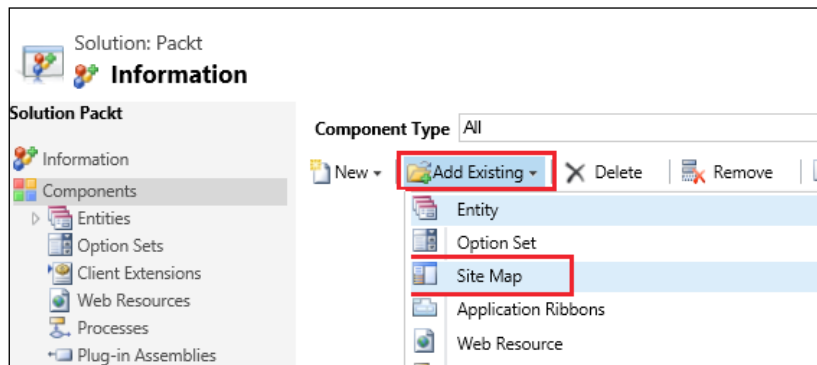 Solution: Packt
Information
Solution Packt
Information
Components
Entities
Option Sets
Client Extensions
Web Resources
Processes
Plug-in Assemblies
Component Type All
New Add Existing Delete Remove
Entity
Option Set
Site Map
Application Ribbons
Web Resource